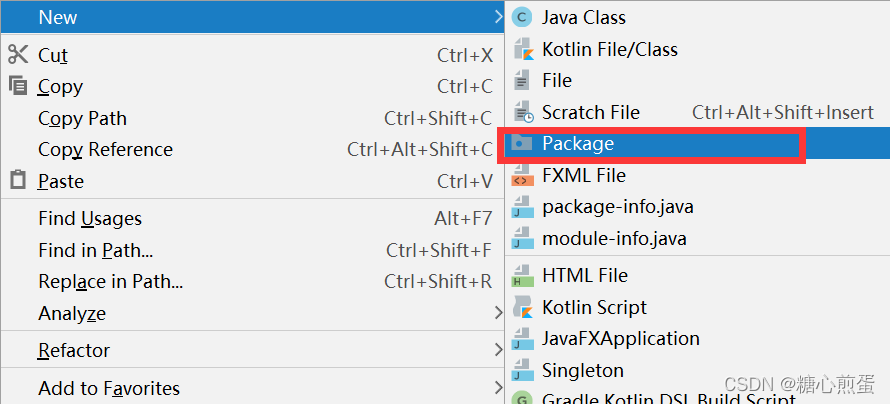 New
Cut Ctrl+X
Copy Ctrl+C
Copy Path Ctrl+Shift+C
Copy Reference Ctrl+Alt+Shift+C
Paste Ctrl+V
Find Usages Alt+F7
Find in Path... Ctrl+Shift+F
Replace in Path... Ctrl+Shift+R
Analyze
Refactor
Add to Favorites
Java Class
Kotlin File/Class
File
Scratch File Ctrl+Alt+Shift+Insert
Package
FXML File
package-info.java
module-info.java
HTML File
Kotlin Script
JavaFXApplication
Singleton
Gradle Kotlin DSL Build Script
CSDN @糖心煎蛋